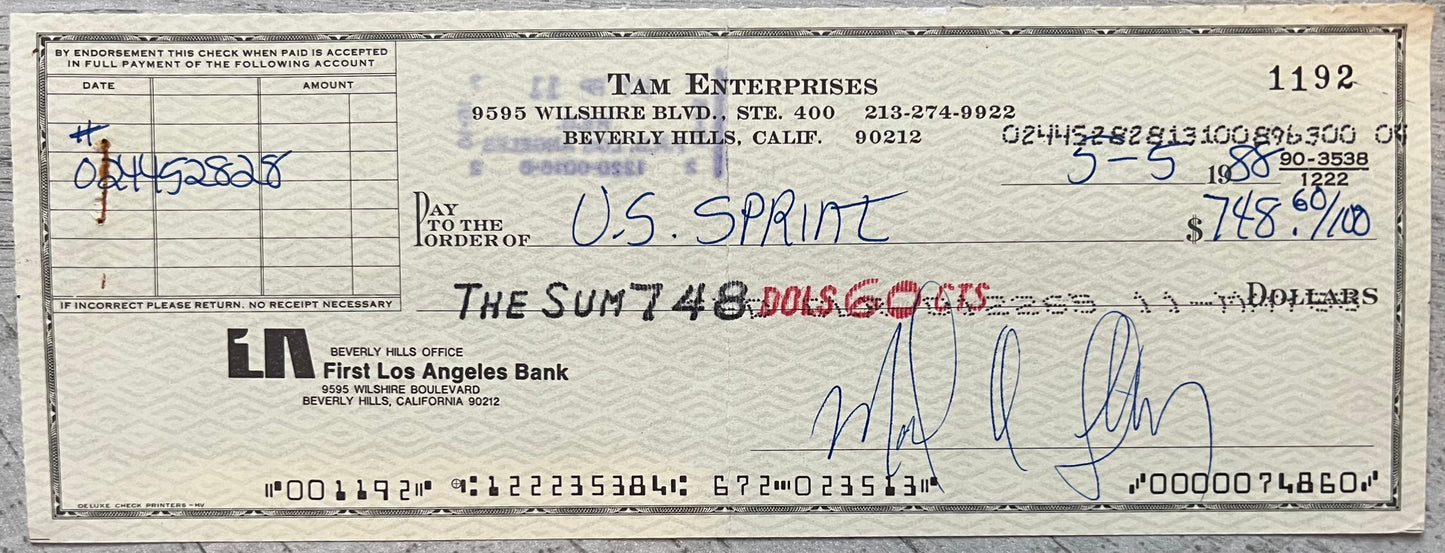 BY ENDORSEMENT THIS CHECK WHEN PAID IS ACCEPTED
IN FULL PAYMENT OF THE FOLLOWING ACCOUNT
DATE AMOUNT
#
024452828
IF INCORRECT PLEASE RETURN. NO RECEIPT NECESSARY
TAM ENTERPRISES
9595 WILSHIRE BLVD., STE. 400 213-274-9922
BEVERLY HILLS, CALIF. 90212
1192
02445282813100896300 04
5-5 1988
90-3538
1222
PAY TO THE ORDER OF U.S. SPRINT $748.60/100
THE SUM 748 DOLS 60 CTS DOLLARS
BEVERLY HILLS OFFICE
First Los Angeles Bank
9595 WILSHIRE BOULEVARD
BEVERLY HILLS, CALIFORNIA 90212
⑈001192⑈ ⑆122235384⑆ 672⑉023513⑈ ⑇0000074860⑇
DELUXE CHECK PRINTERS - HV